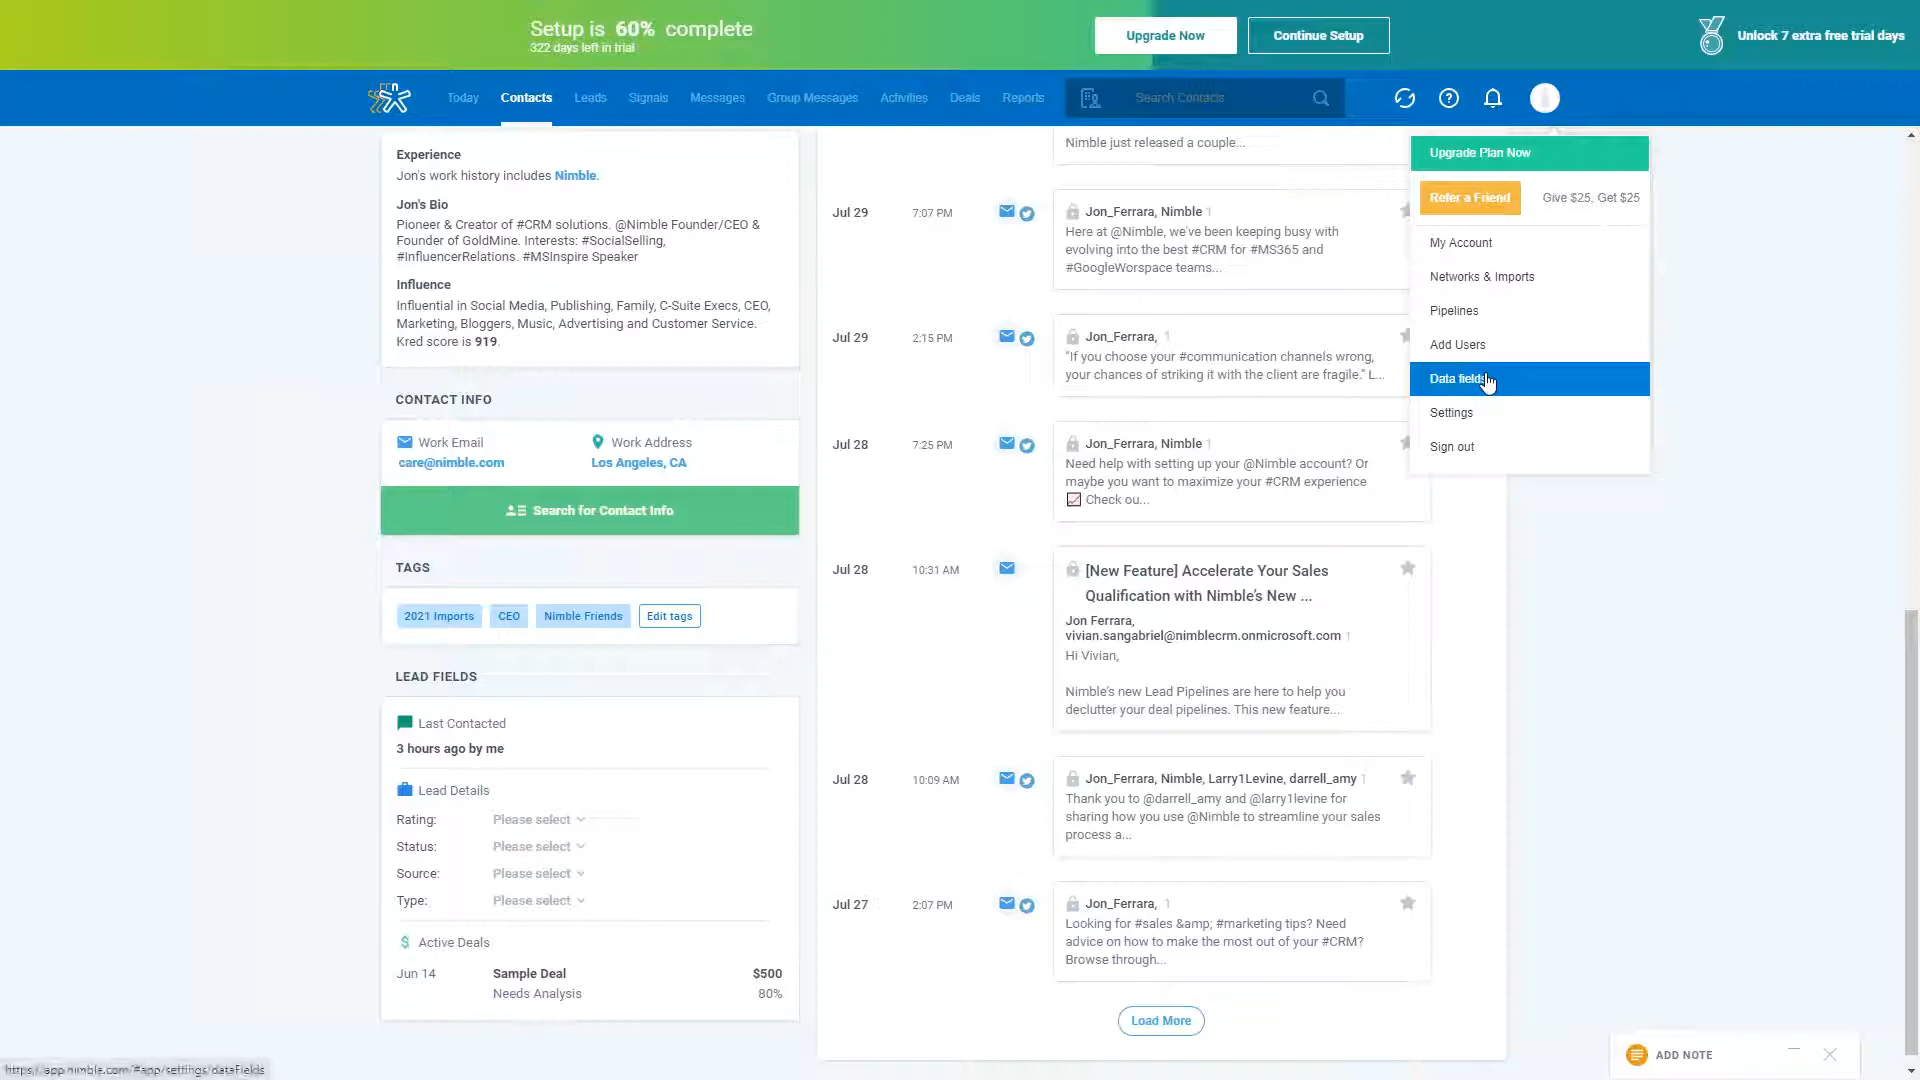 Setup is 60% complete
322 days left in trial
Upgrade Now
Continue Setup
Unlock 7 extra free trial days
Today
Contacts
Leads
Signals
Messages
Group Messages
Activities
Deals
Reports
Search Contacts
Experience
Jon's work history includes Nimble.
Jon's Bio
Pioneer & Creator of #CRM solutions. @Nimble Founder/CEO &
Founder of GoldMine. Interests: #SocialSelling,
#InfluencerRelations. #MSInspire Speaker
Influence
Influential in Social Media, Publishing, Family, C-Suite Execs, CEO,
Marketing, Bloggers, Music, Advertising and Customer Service.
Kred score is 919.
CONTACT INFO
Work Email
care@nimble.com
Work Address
Los Angeles, CA
Search for Contact Info
TAGS
2021 Imports
CEO
Nimble Friends
Edit tags
LEAD FIELDS
Last Contacted
3 hours ago by me
Lead Details
Rating: Please select
Status: Please select
Source: Please select
Type: Please select
Active Deals
Jun 14 Sample Deal $500
Needs Analysis 80%
Nimble just released a couple...
Jul 29 7:07 PM Jon_Ferrara, Nimble 1
Here at @Nimble, we've been keeping busy with
evolving into the best #CRM for #MS365 and
#GoogleWorspace teams...
Jul 29 2:15 PM Jon_Ferrara, 1
"If you choose your #communication channels wrong,
your chances of striking it with the client are fragile." L...
Jul 28 7:25 PM Jon_Ferrara, Nimble 1
Need help with setting up your @Nimble account? Or
maybe you want to maximize your #CRM experience
Check ou...
Jul 28 10:31 AM [New Feature] Accelerate Your Sales
Qualification with Nimble's New ...
Jon Ferrara,
vivian.sangabriel@nimblecrm.onmicrosoft.com 1
Hi Vivian,
Nimble's new Lead Pipelines are here to help you
declutter your deal pipelines. This new feature...
Jul 28 10:09 AM Jon_Ferrara, Nimble, Larry1Levine, darrell_amy 1
Thank you to @darrell_amy and @larry1levine for
sharing how you use @Nimble to streamline your sales
process a...
Jul 27 2:07 PM Jon_Ferrara, 1
Looking for #sales &amp; #marketing tips? Need
advice on how to make the most out of your #CRM?
Browse through...
Load More
Upgrade Plan Now
Refer a Friend
Give $25, Get $25
My Account
Networks & Imports
Pipelines
Add Users
Data fields
Settings
Sign out
ADD NOTE
https://app.nimble.com/#app/settings/dataFields